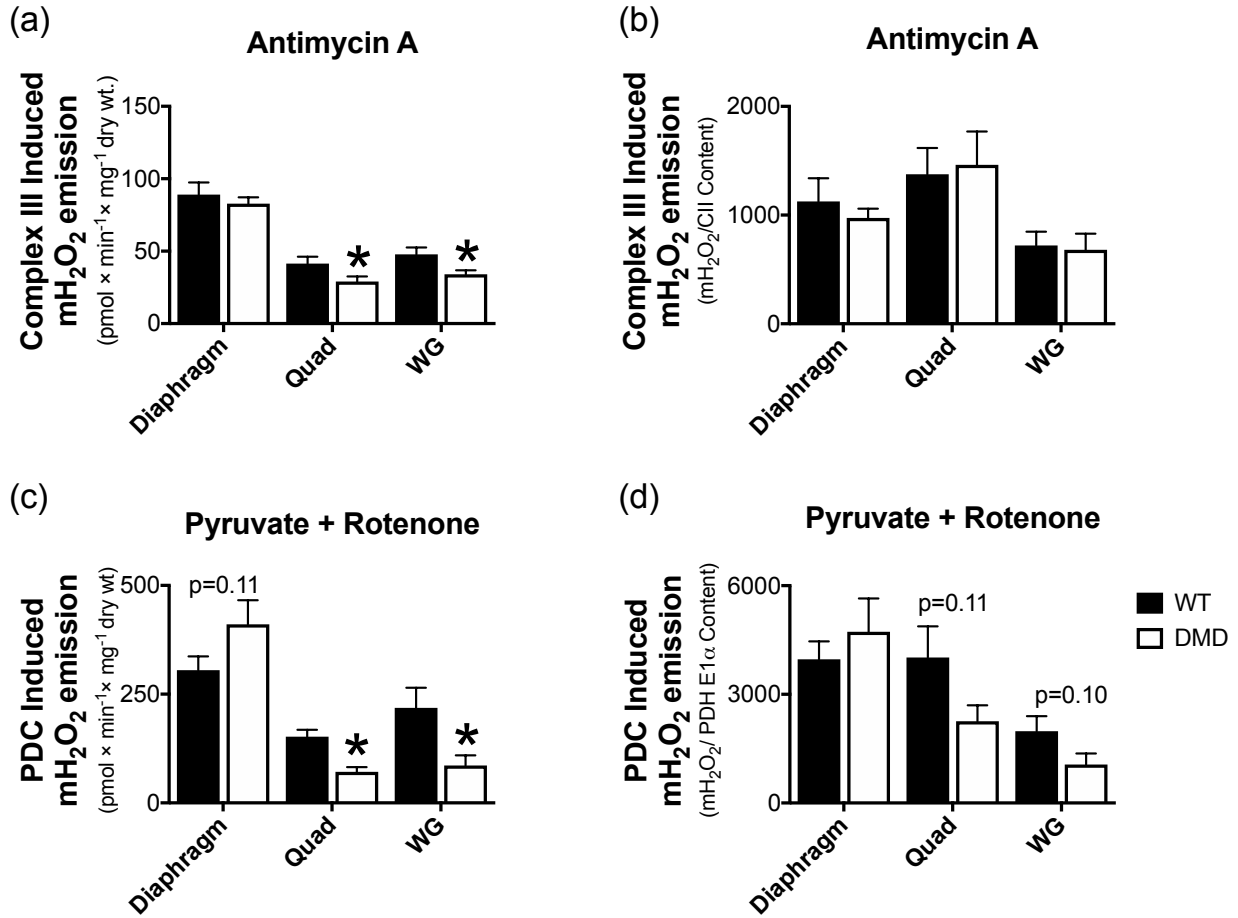 (a)
Antimycin A
Complex III Induced
mH₂O₂ emission
(pmol × min⁻¹× mg⁻¹ dry wt.)
150
100
50
0
*
*
Diaphragm
Quad
WG
(b)
Antimycin A
Complex III Induced
mH₂O₂ emission
(mH₂O₂/CII Content)
2000
1000
0
Diaphragm
Quad
WG
(c)
Pyruvate + Rotenone
PDC Induced
mH₂O₂ emission
(pmol × min⁻¹× mg⁻¹ dry wt)
500
250
0
p=0.11
*
*
Diaphragm
Quad
WG
(d)
Pyruvate + Rotenone
PDC Induced
mH₂O₂ emission
(mH₂O₂/ PDH E1α Content)
6000
3000
0
p=0.11
p=0.10
Diaphragm
Quad
WG
WT
DMD